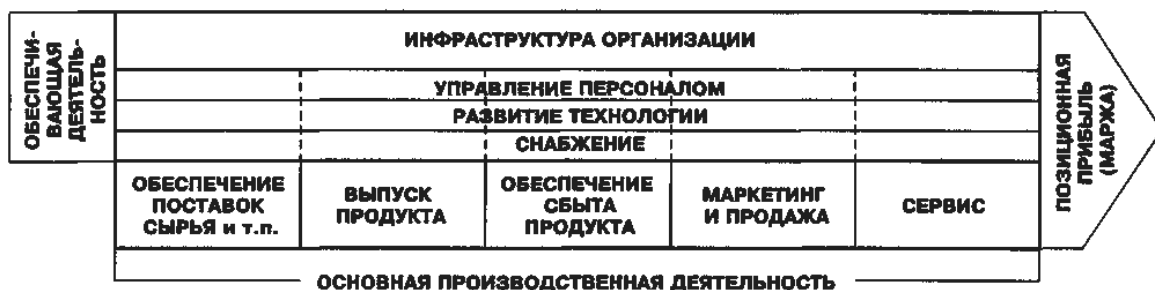 ОБЕСПЕЧИ-
ВАЮЩАЯ
ДЕЯТЕЛЬ-
НОСТЬ
ИНФРАСТРУКТУРА ОРГАНИЗАЦИИ
УПРАВЛЕНИЕ ПЕРСОНАЛОМ
РАЗВИТИЕ ТЕХНОЛОГИИ
СНАБЖЕНИЕ
ОБЕСПЕЧЕНИЕ
ПОСТАВОК
СЫРЬЯ и т.п.
ВЫПУСК
ПРОДУКТА
ОБЕСПЕЧЕНИЕ
СБЫТА
ПРОДУКТА
МАРКЕТИНГ
И ПРОДАЖА
СЕРВИС
ПОЗИЦИОННАЯ
ПРИБЫЛЬ
(МАРЖА)
ОСНОВНАЯ ПРОИЗВОДСТВЕННАЯ ДЕЯТЕЛЬНОСТЬ